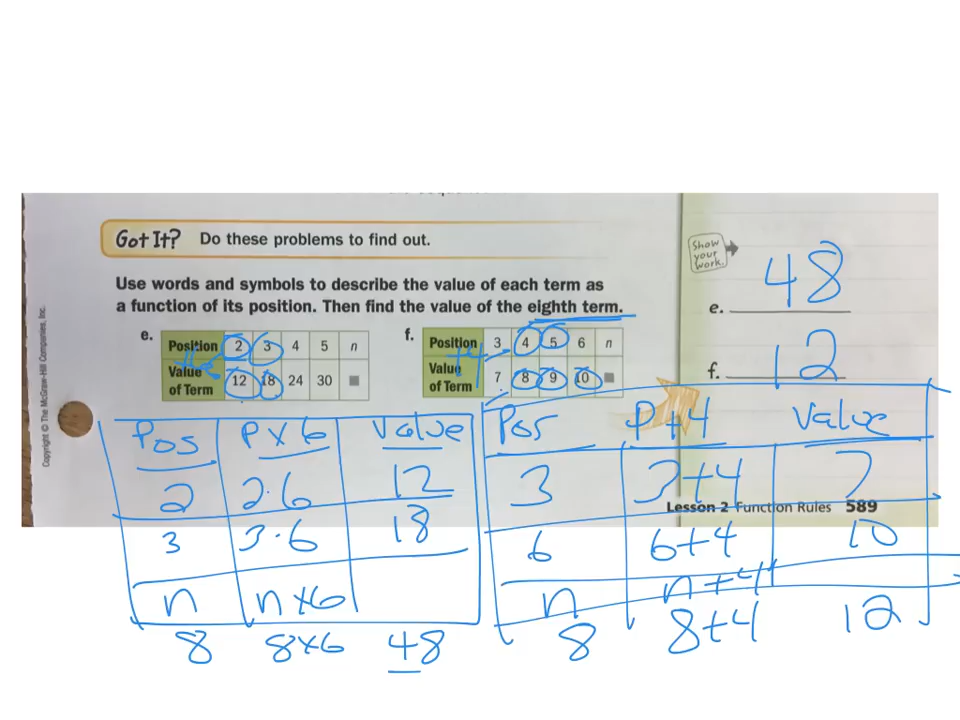 Got It? Do these problems to find out.
Show your work.
Use words and symbols to describe the value of each term as
a function of its position. Then find the value of the eighth term.
e. 48
f. 12
e.
Position 2 3 4 5 n
Value of Term 12 18 24 30 ■
f.
Position 3 4 5 6 n
Value of Term 7 8 9 10 ■
+4
Pos P x 6 Value
2 2·6 12
3 3·6 18
n n x 6
8 8x6 48
Pos P+4 Value
3 3+4 7
6 6+4 10
n n+4
8 8+4 12
Lesson 2 Function Rules 589
Copyright © The McGraw-Hill Companies, Inc.